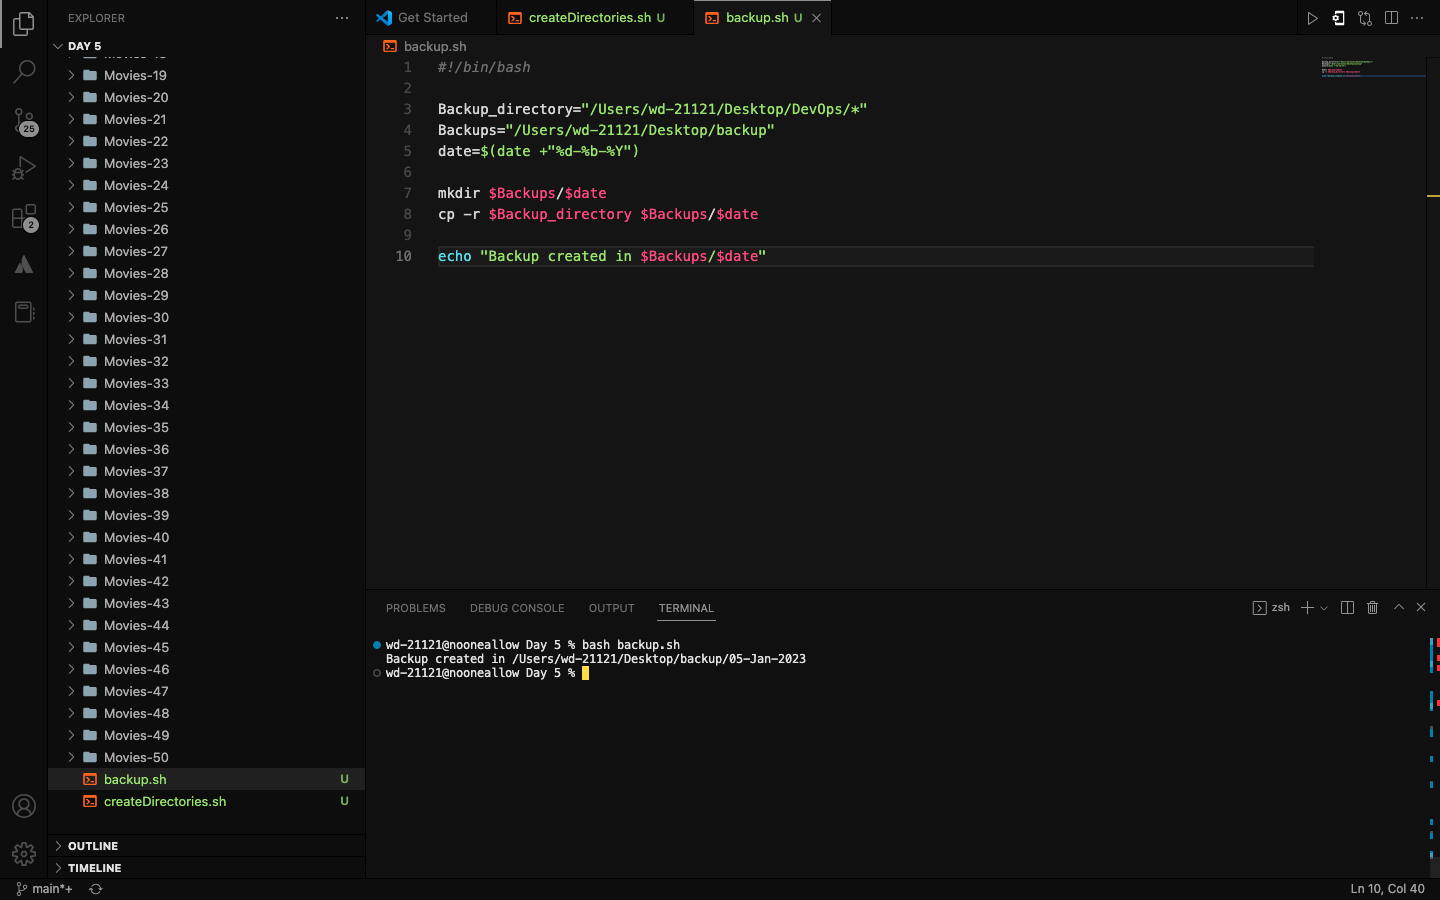 EXPLORER
DAY 5
Movies-19
Movies-20
Movies-21
Movies-22
Movies-23
Movies-24
Movies-25
Movies-26
Movies-27
Movies-28
Movies-29
Movies-30
Movies-31
Movies-32
Movies-33
Movies-34
Movies-35
Movies-36
Movies-37
Movies-38
Movies-39
Movies-40
Movies-41
Movies-42
Movies-43
Movies-44
Movies-45
Movies-46
Movies-47
Movies-48
Movies-49
Movies-50
backup.sh U
createDirectories.sh U
OUTLINE
TIMELINE
25
2
Get Started createDirectories.sh U backup.sh U
backup.sh
1 #!/bin/bash
2
3 Backup_directory="/Users/wd-21121/Desktop/DevOps/*"
4 Backups="/Users/wd-21121/Desktop/backup"
5 date=$(date +"%d-%b-%Y")
6
7 mkdir $Backups/$date
8 cp -r $Backup_directory $Backups/$date
9
10 echo "Backup created in $Backups/$date"
PROBLEMS DEBUG CONSOLE OUTPUT TERMINAL zsh
wd-21121@nooneallow Day 5 % bash backup.sh
Backup created in /Users/wd-21121/Desktop/backup/05-Jan-2023
wd-21121@nooneallow Day 5 %
main*+ Ln 10, Col 40